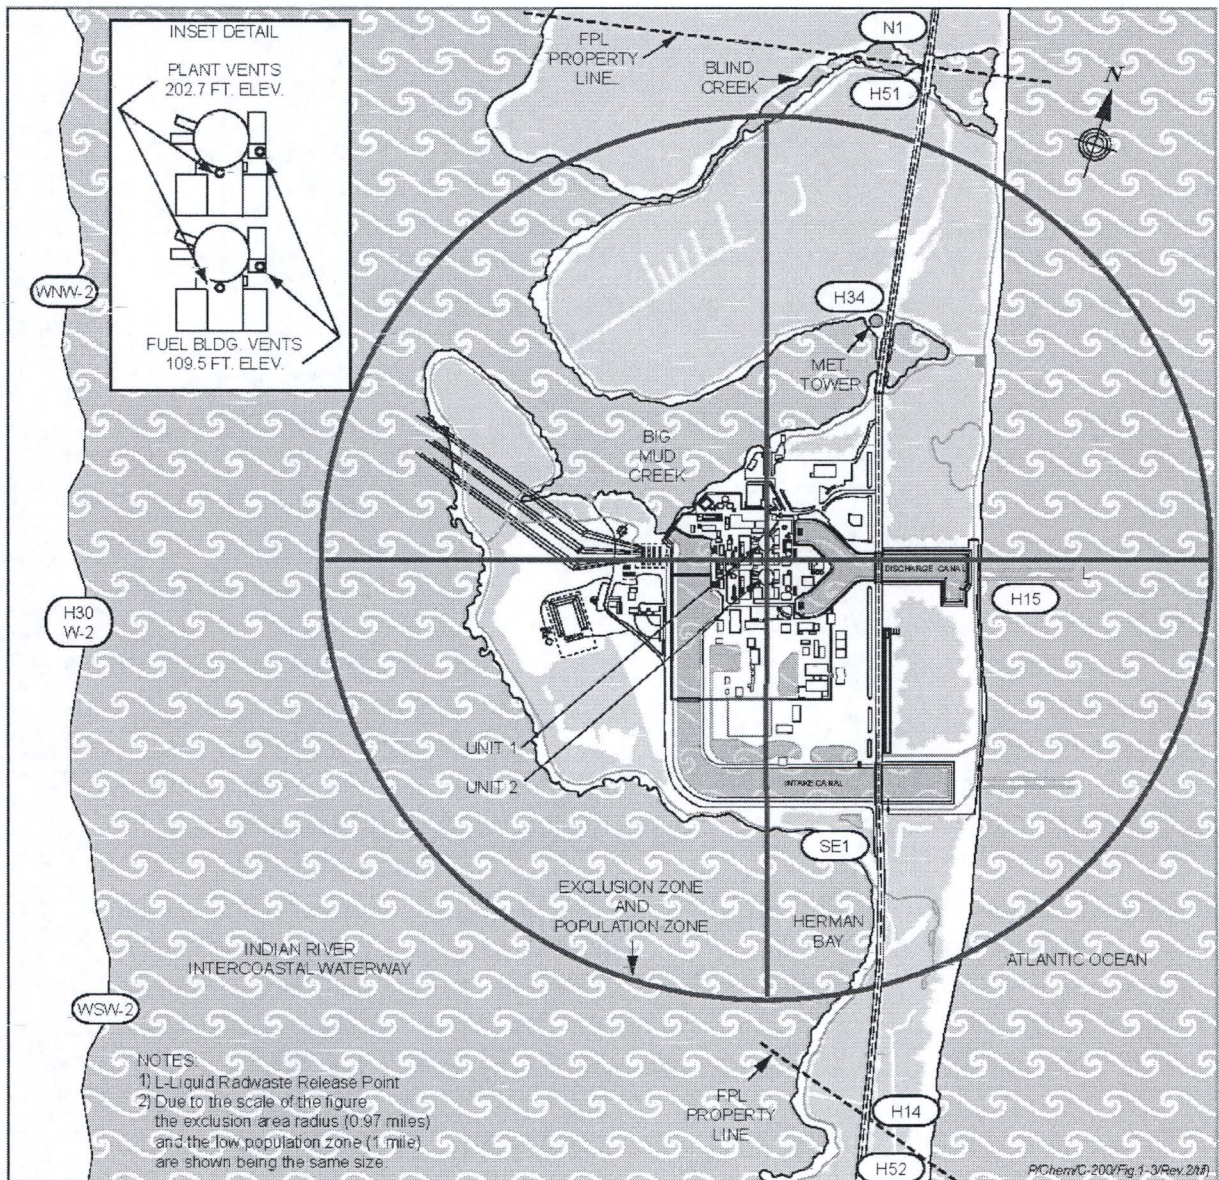 INSET DETAIL
PLANT VENTS
202.7 FT. ELEV.
FUEL BLDG. VENTS
109.5 FT. ELEV.
FPL
PROPERTY
LINE
BLIND
CREEK
N1
H51
N
WNW-2
H34
MET.
TOWER
BIG
MUD
CREEK
DISCHARGE CANAL
L
H15
H30
W-2
UNIT 1
UNIT 2
INTAKE CANAL
SE1
EXCLUSION ZONE
AND
POPULATION ZONE
HERMAN
BAY
INDIAN RIVER
INTERCOASTAL WATERWAY
ATLANTIC OCEAN
WSW-2
NOTES
1) L-Liquid Radwaste Release Point
2) Due to the scale of the figure
the exclusion area radius (0.97 miles)
and the low population zone (1 mile)
are shown being the same size.
FPL
PROPERTY
LINE
H14
H52
P/Chem/C-200/Fig.1-3/Rev.2/tif)